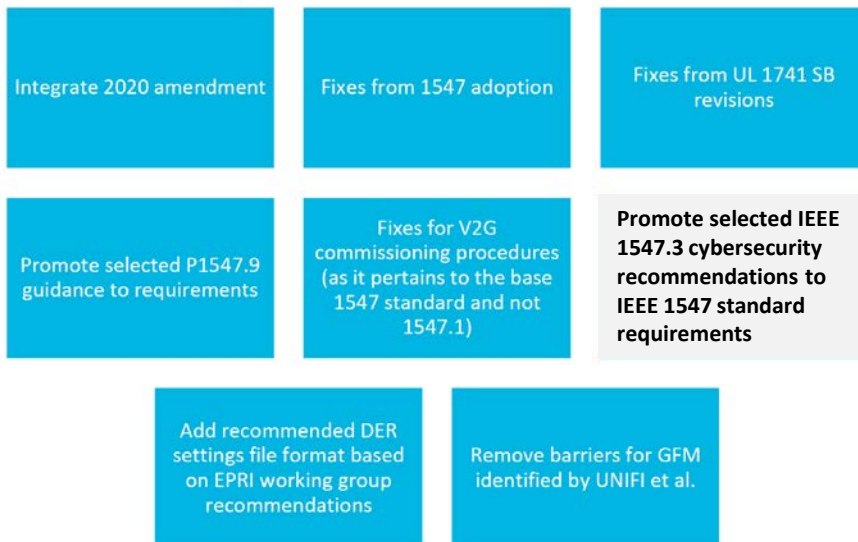 Integrate 2020 amendment
Fixes from 1547 adoption
Fixes from UL 1741 SB
revisions
Promote selected P1547.9
guidance to requirements
Fixes for V2G
commissioning procedures
(as it pertains to the base
1547 standard and not
1547.1)
Promote selected IEEE
1547.3 cybersecurity
recommendations to
IEEE 1547 standard
requirements
Add recommended DER
settings file format based
on EPRI working group
recommendations
Remove barriers for GFM
identified by UNIFI et al.